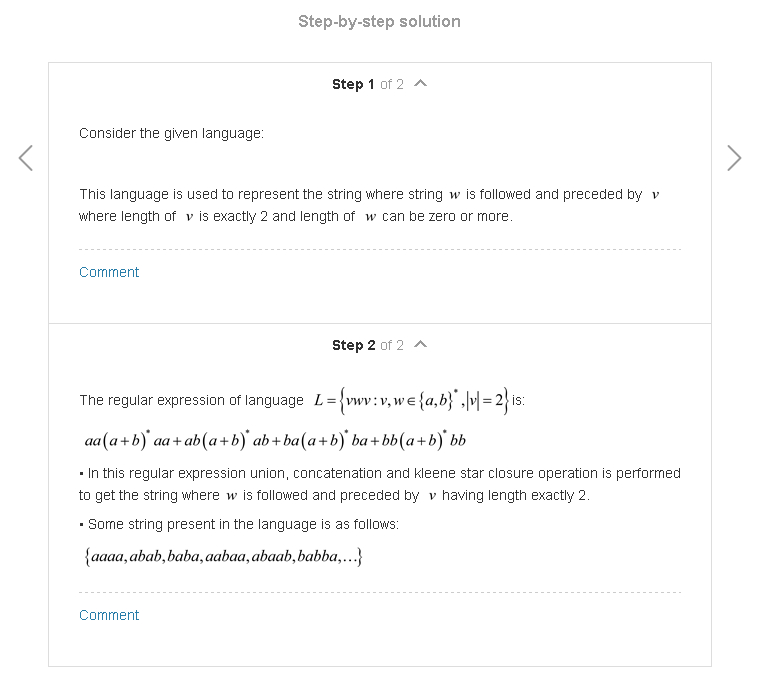 Step-by-step solution
Step 1 of 2
Consider the given language:
This language is used to represent the string where string w is followed and preceded by v
where length of v is exactly 2 and length of w can be zero or more.
Comment
Step 2 of 2
The regular expression of language L = {vwv : v, w ∈ {a,b}*, |v| = 2} is:
aa(a+b)* aa + ab(a+b)* ab + ba(a+b)* ba + bb(a+b)* bb
• In this regular expression union, concatenation and kleene star closure operation is performed
to get the string where w is followed and preceded by v having length exactly 2.
• Some string present in the language is as follows:
{aaaa, abab, baba, aabaa, abaab, babba,...}
Comment